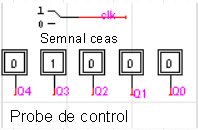 1
0
clk
Semnal ceas
0 1 0 0 0
Q4 Q3 Q2 Q1 Q0
Probe de control